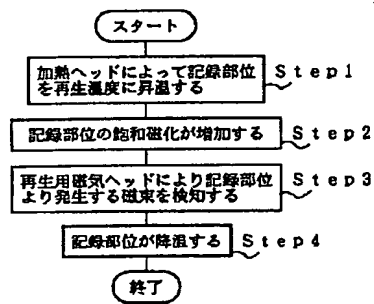 スタート
加熱ヘッドによって記録部位 Step1
を再生温度に昇温する
記録部位の飽和磁化が増加する Step2
再生用磁気ヘッドにより記録部位 Step3
より発生する磁束を検知する
記録部位が降温する Step4
終了